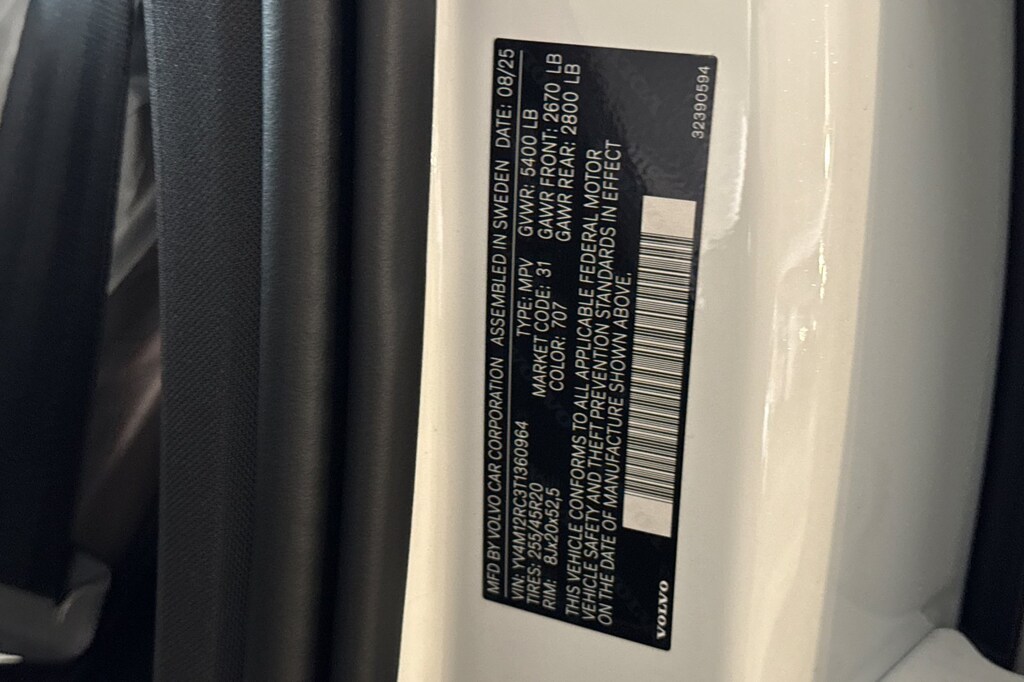 MFD BY VOLVO CAR CORPORATION ASSEMBLED IN SWEDEN DATE: 08/25
VIN: YV4M12RC3T1360964 TYPE: MPV GVWR: 5400 LB
TIRES: 255/45R20 MARKET CODE: 31 GAWR FRONT: 2670 LB
RIM: 8Jx20x52,5 COLOR: 707 GAWR REAR: 2800 LB
THIS VEHICLE CONFORMS TO ALL APPLICABLE FEDERAL MOTOR
VEHICLE SAFETY AND THEFT PREVENTION STANDARDS IN EFFECT
ON THE DATE OF MANUFACTURE SHOWN ABOVE.
VOLVO
32390594